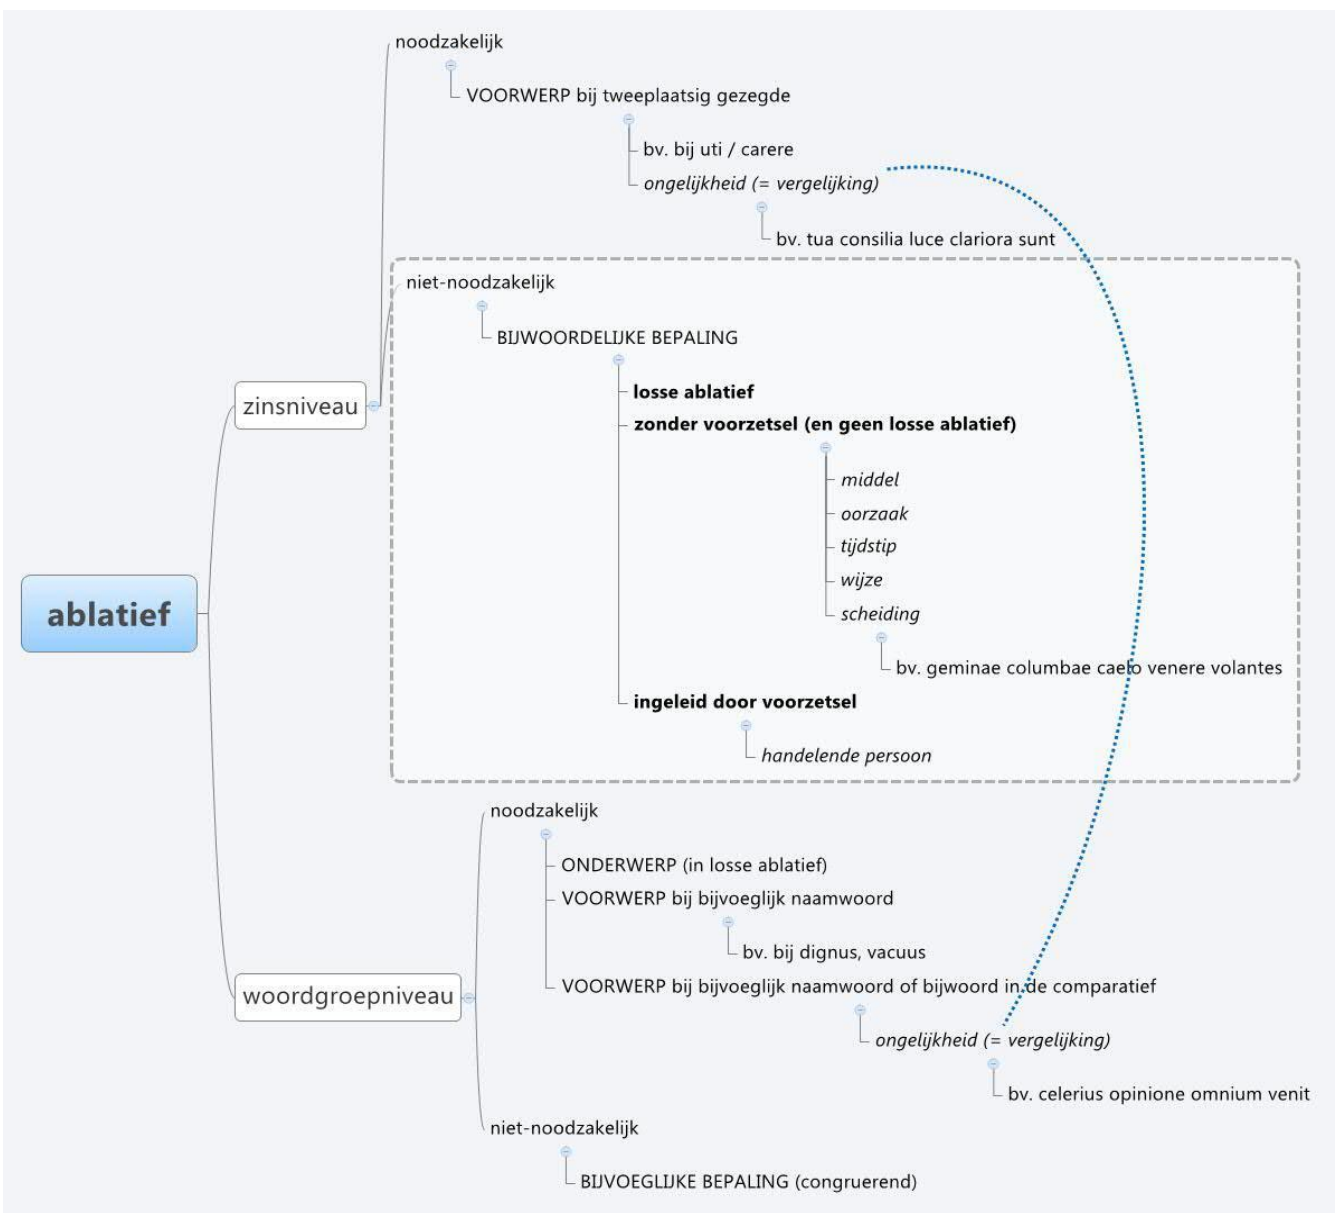 noodzakelijk
VOORWERP bij tweeplaatsig gezegde
bv. bij uti / carere
ongelijkheid (= vergelijking)
bv. tua consilia luce clariora sunt
niet-noodzakelijk
BIJWOORDELIJKE BEPALING
zinsniveau
losse ablatief
zonder voorzetsel (en geen losse ablatief)
middel
oorzaak
tijdstip
wijze
scheiding
bv. geminae columbae caelo venere volantes
ingeleid door voorzetsel
handelende persoon
ablatief
noodzakelijk
ONDERWERP (in losse ablatief)
VOORWERP bij bijvoeglijk naamwoord
bv. bij dignus, vacuus
woordgroepniveau
VOORWERP bij bijvoeglijk naamwoord of bijwoord in de comparatief
ongelijkheid (= vergelijking)
bv. celerius opinione omnium venit
niet-noodzakelijk
BIJVOEGLIJKE BEPALING (congruerend)